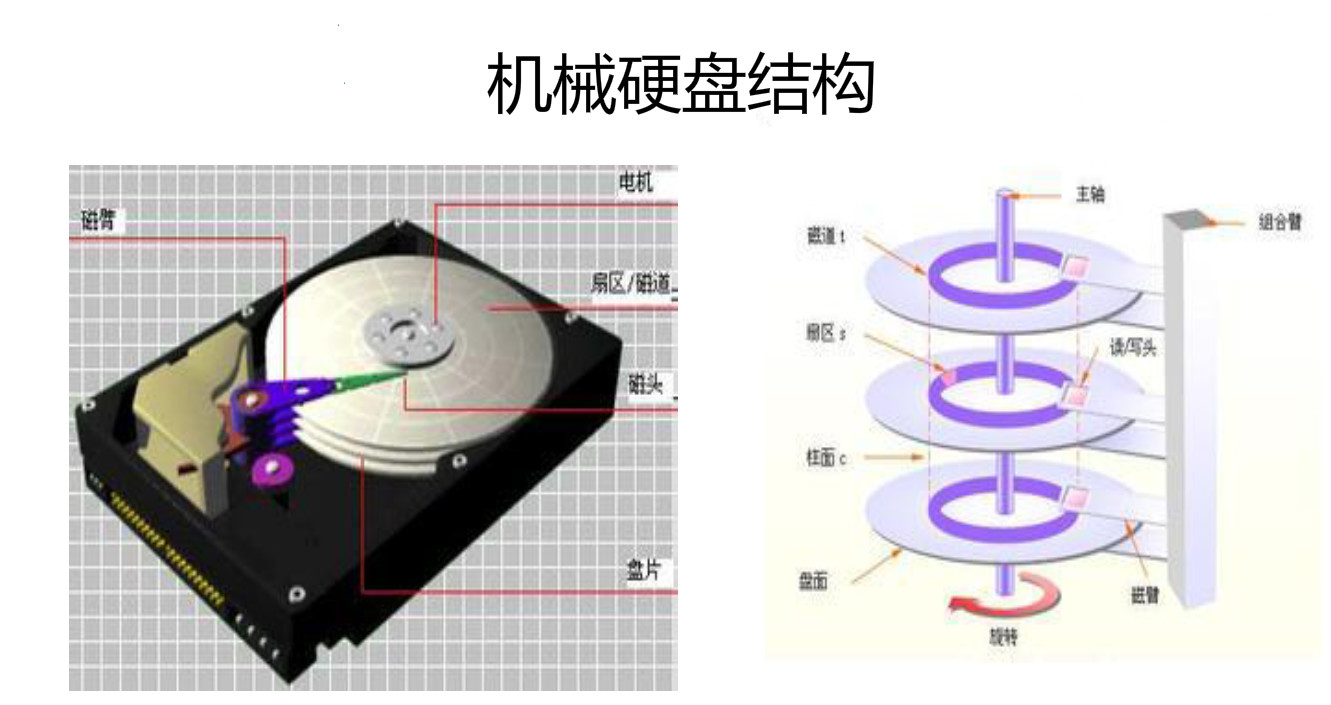 机械硬盘结构
电机
磁臂
扇区/磁道
磁头
盘片
主轴
组合臂
磁道 t
扇区 s
读/写头
柱面 c
盘面
磁臂
旋转